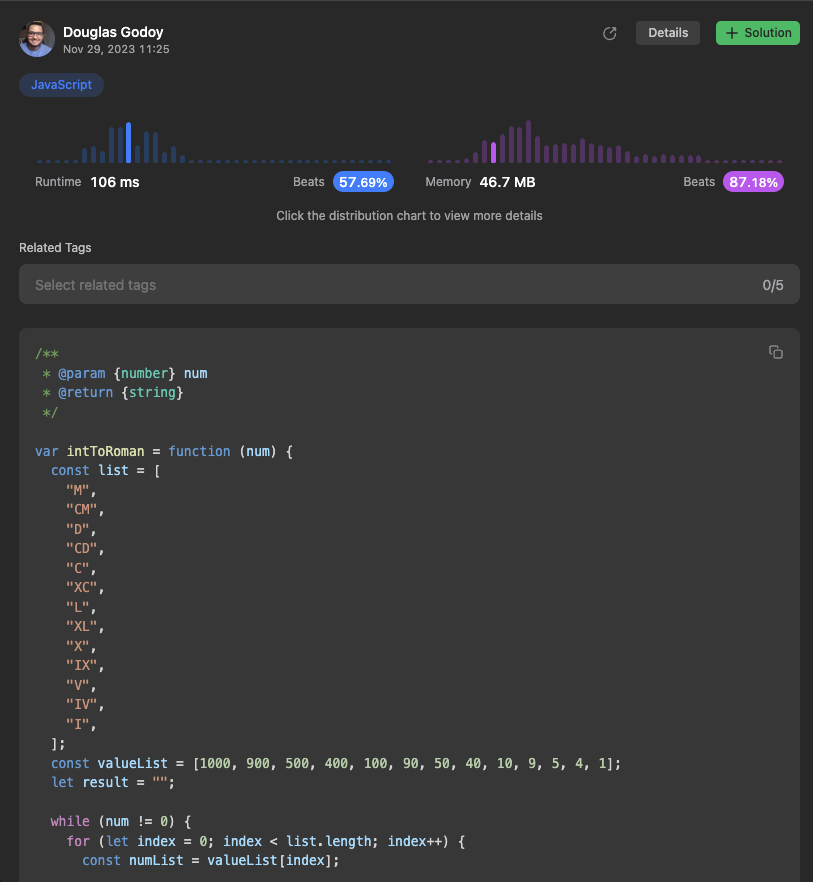 Douglas Godoy
Nov 29, 2023 11:25
Details
+ Solution
JavaScript
Runtime 106 ms Beats 57.69%
Memory 46.7 MB Beats 87.18%
Click the distribution chart to view more details
Related Tags
Select related tags 0/5
/**
 * @param {number} num
 * @return {string}
 */

var intToRoman = function (num) {
  const list = [
    "M",
    "CM",
    "D",
    "CD",
    "C",
    "XC",
    "L",
    "XL",
    "X",
    "IX",
    "V",
    "IV",
    "I",
  ];
  const valueList = [1000, 900, 500, 400, 100, 90, 50, 40, 10, 9, 5, 4, 1];
  let result = "";

  while (num != 0) {
    for (let index = 0; index < list.length; index++) {
      const numList = valueList[index];